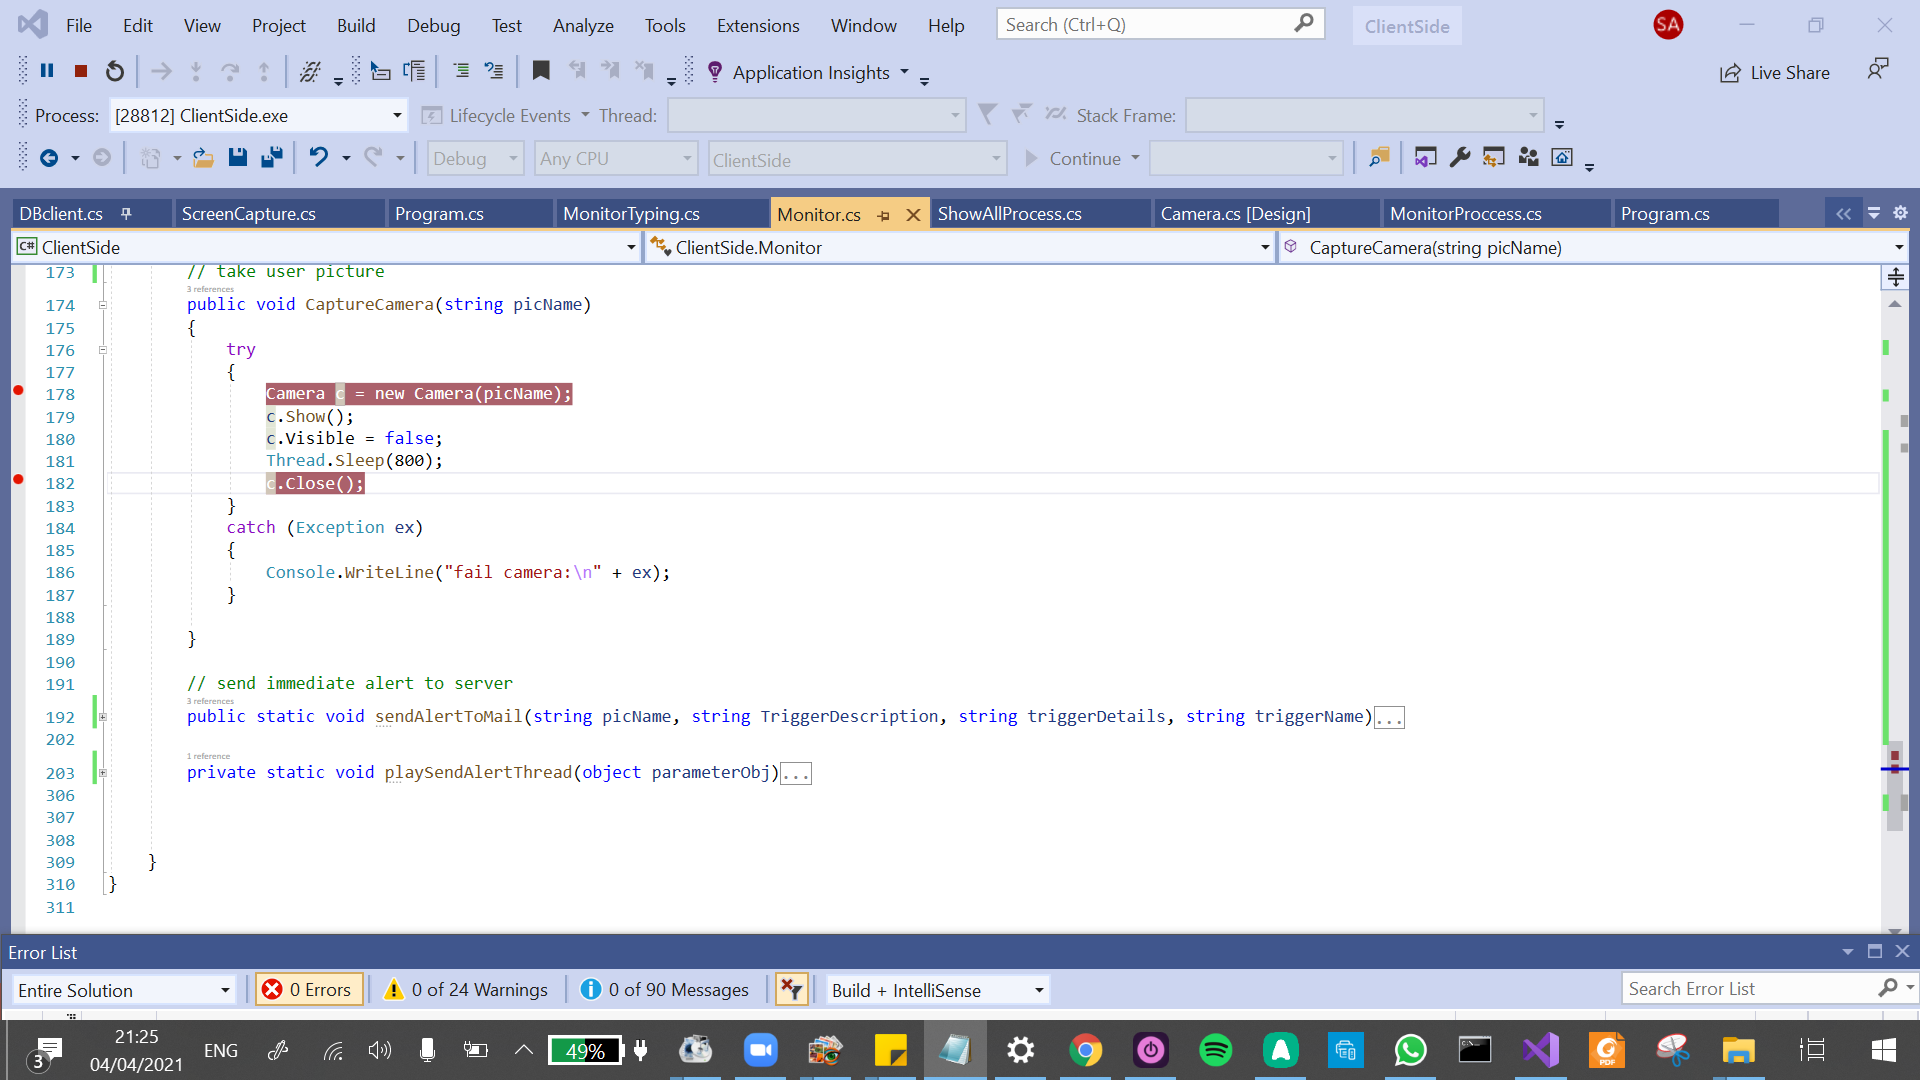 File Edit View Project Build Debug Test Analyze Tools Extensions Window Help Search (Ctrl+Q) ClientSide SA
Application Insights Live Share
Process: [28812] ClientSide.exe Lifecycle Events Thread: Stack Frame:
Debug Any CPU ClientSide Continue
DBclient.cs ScreenCapture.cs Program.cs MonitorTyping.cs Monitor.cs ShowAllProcess.cs Camera.cs [Design] MonitorProccess.cs Program.cs
C# ClientSide ClientSide.Monitor CaptureCamera(string picName)
173 // take user picture
3 references
174 public void CaptureCamera(string picName)
175 {
176 try
177 {
178 Camera c = new Camera(picName);
179 c.Show();
180 c.Visible = false;
181 Thread.Sleep(800);
182 c.Close();
183 }
184 catch (Exception ex)
185 {
186 Console.WriteLine("fail camera:\n" + ex);
187 }
188
189 }
190
191 // send immediate alert to server
3 references
192 public static void sendAlertToMail(string picName, string TriggerDescription, string triggerDetails, string triggerName)...
202
1 reference
203 private static void playSendAlertThread(object parameterObj)...
306
307
308
309 }
310 }
311
Error List
Entire Solution 0 Errors 0 of 24 Warnings 0 of 90 Messages Build + IntelliSense Search Error List
3 21:25 ENG 49%
04/04/2021
PDF